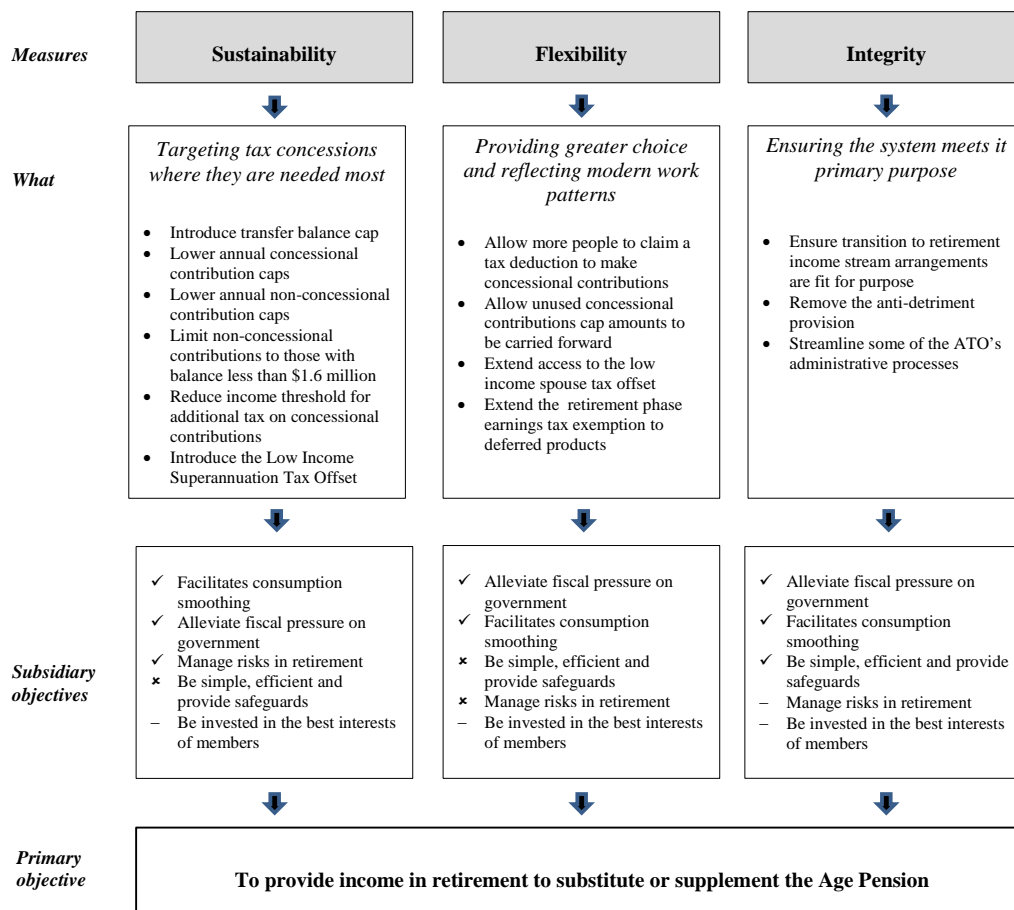 Measures
Sustainability
Flexibility
Integrity
What
Targeting tax concessions
where they are needed most
• Introduce transfer balance cap
• Lower annual concessional
contribution caps
• Lower annual non-concessional
contribution caps
• Limit non-concessional
contributions to those with
balance less than $1.6 million
• Reduce income threshold for
additional tax on concessional
contributions
• Introduce the Low Income
Superannuation Tax Offset
Providing greater choice
and reflecting modern work
patterns
• Allow more people to claim a
tax deduction to make
concessional contributions
• Allow unused concessional
contributions cap amounts to
be carried forward
• Extend access to the low
income spouse tax offset
• Extend the retirement phase
earnings tax exemption to
deferred products
Ensuring the system meets it
primary purpose
• Ensure transition to retirement
income stream arrangements
are fit for purpose
• Remove the anti-detriment
provision
• Streamline some of the ATO's
administrative processes
Subsidiary
objectives
✓ Facilitates consumption
smoothing
✓ Alleviate fiscal pressure on
government
✓ Manage risks in retirement
× Be simple, efficient and
provide safeguards
– Be invested in the best interests
of members
✓ Alleviate fiscal pressure on
government
✓ Facilitates consumption
smoothing
× Be simple, efficient and
provide safeguards
× Manage risks in retirement
– Be invested in the best interests
of members
✓ Alleviate fiscal pressure on
government
✓ Facilitates consumption
smoothing
✓ Be simple, efficient and provide
safeguards
– Manage risks in retirement
– Be invested in the best interests
of members
Primary
objective
To provide income in retirement to substitute or supplement the Age Pension